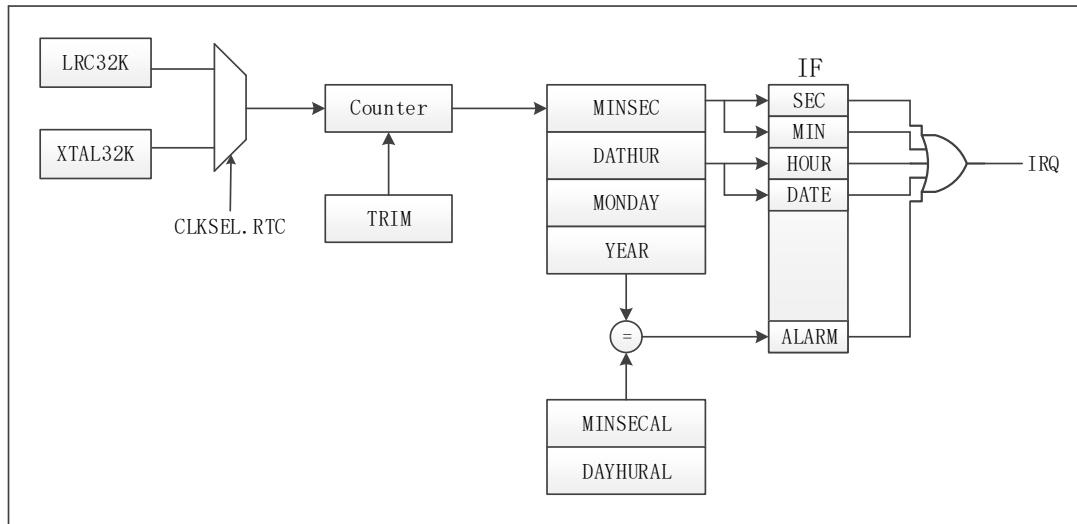 LRC32K
XTAL32K
CLKSEL.RTC
Counter
TRIM
MINSEC
DATHUR
MONDAY
YEAR
=
MINSECAL
DAYHURAL
IF
SEC
MIN
HOUR
DATE
ALARM
IRQ